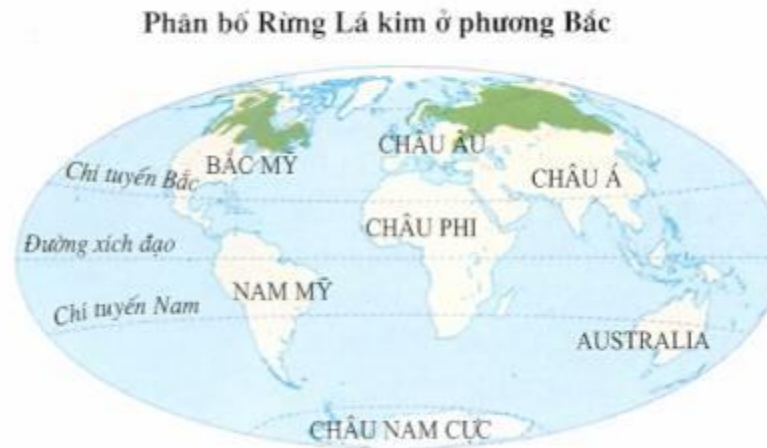 Phân bố Rừng Lá kim ở phương Bắc
CHÂU ÂU
BẮC MỸ
Chí tuyến Bắc
CHÂU Á
CHÂU PHI
Đường xích đạo
NAM MỸ
Chí tuyến Nam
AUSTRALIA
CHÂU NAM CỰC